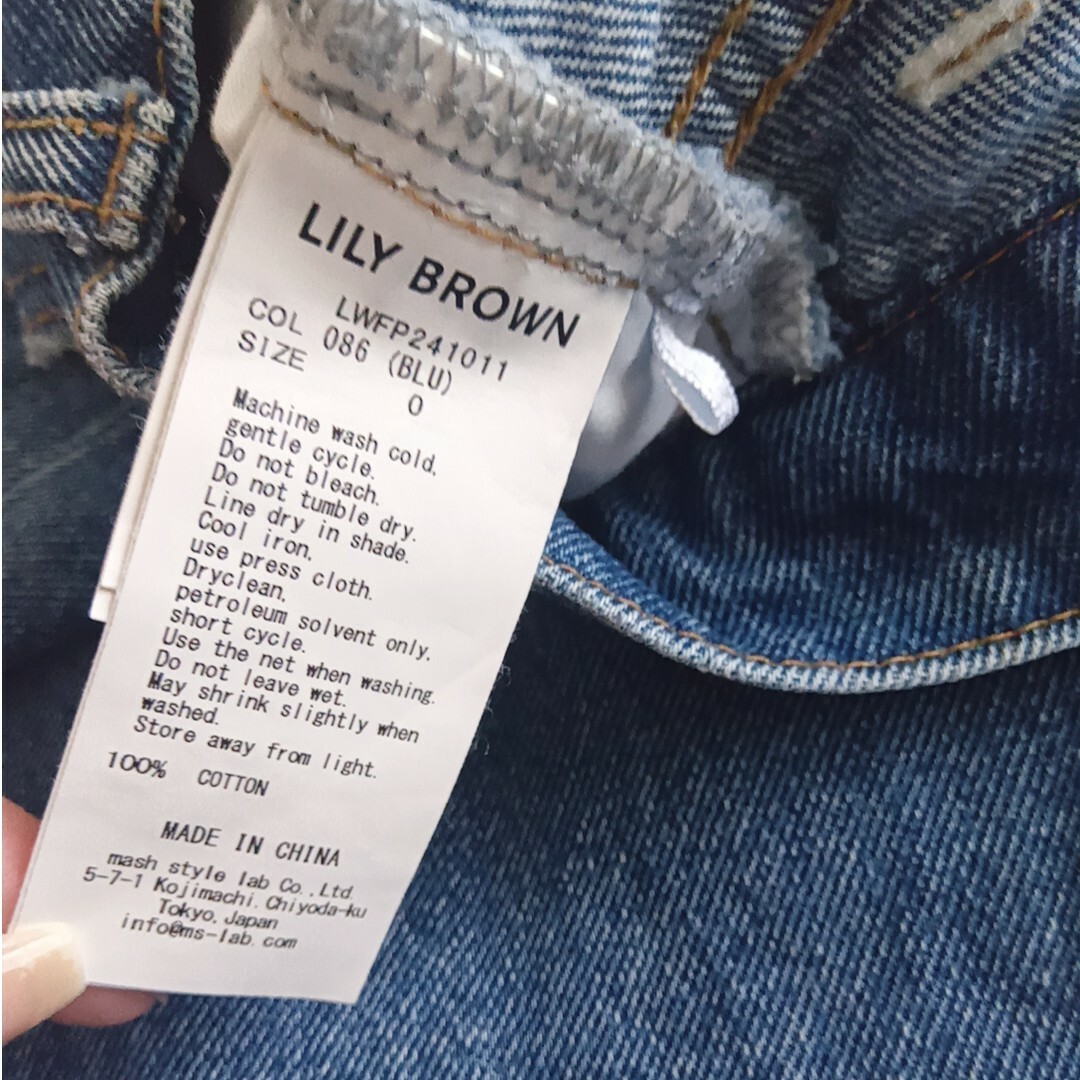 LILY BROWN
LWFP241011
COL 086 (BLU)
SIZE 0
Machine wash cold,
gentle cycle.
Do not bleach.
Do not tumble dry.
Line dry in shade.
Cool iron,
use press cloth.
Dryclean,
petroleum solvent only,
short cycle.
Use the net when washing.
Do not leave wet.
May shrink slightly when
washed.
Store away from light.
100% COTTON
MADE IN CHINA
mash style lab Co.,Ltd.
5-7-1 Kojimachi.Chiyoda-ku
Tokyo,Japan
info@ms-lab.com